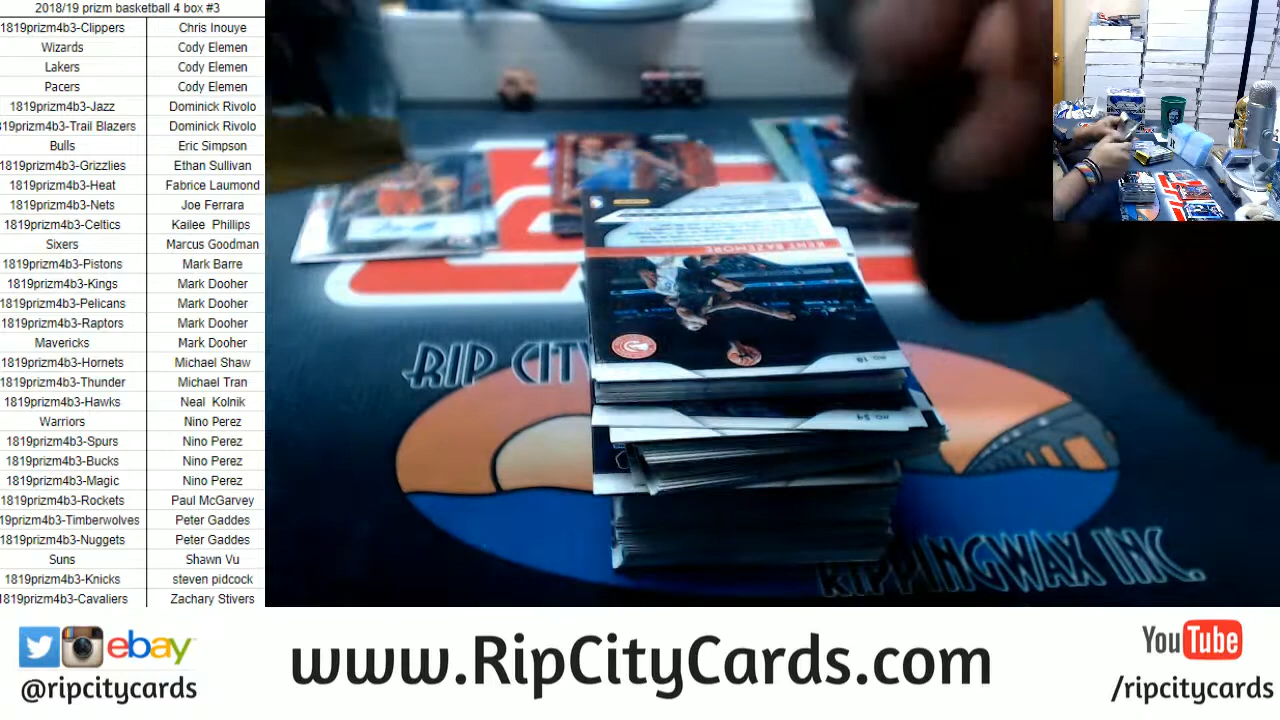 2018/19 prizm basketball 4 box #3
1819prizm4b3-Clippers Chris Inouye
Wizards Cody Elemen
Lakers Cody Elemen
Pacers Cody Elemen
1819prizm4b3-Jazz Dominick Rivolo
19prizm4b3-Trail Blazers Dominick Rivolo
Bulls Eric Simpson
1819prizm4b3-Grizzlies Ethan Sullivan
1819prizm4b3-Heat Fabrice Laumond
1819prizm4b3-Nets Joe Ferrara
1819prizm4b3-Celtics Kailee Phillips
Sixers Marcus Goodman
1819prizm4b3-Pistons Mark Barre
1819prizm4b3-Kings Mark Dooher
1819prizm4b3-Pelicans Mark Dooher
1819prizm4b3-Raptors Mark Dooher
Mavericks Mark Dooher
1819prizm4b3-Hornets Michael Shaw
1819prizm4b3-Thunder Michael Tran
1819prizm4b3-Hawks Neal Kolnik
Warriors Nino Perez
1819prizm4b3-Spurs Nino Perez
1819prizm4b3-Bucks Nino Perez
1819prizm4b3-Magic Nino Perez
1819prizm4b3-Rockets Paul McGarvey
19prizm4b3-Timberwolves Peter Gaddes
1819prizm4b3-Nuggets Peter Gaddes
Suns Shawn Vu
1819prizm4b3-Knicks steven pidcock
1819prizm4b3-Cavaliers Zachary Stivers
KENT BAZEMORE
NO. 18
NO. 54
RIP CITY
RIPPINGWAX INC.
ebay
@ripcitycards
www.RipCityCards.com
YouTube
/ripcitycards